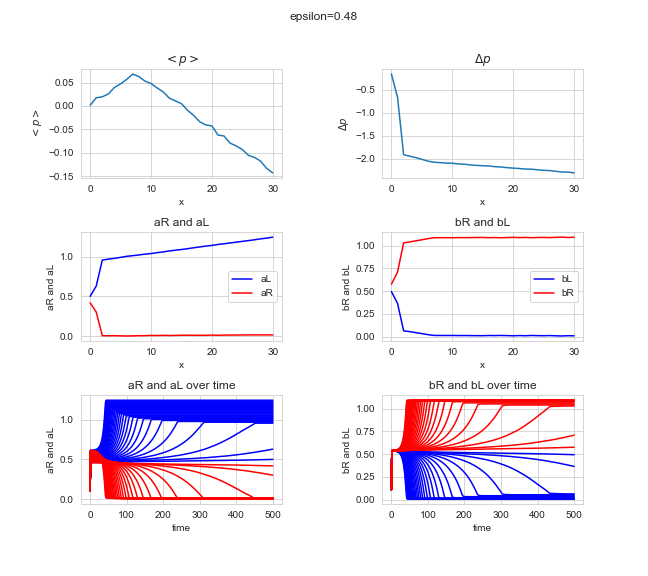 epsilon=0.48
< p >
Δp
< p >
0.05
0.00
−0.05
−0.10
−0.15
0
10
20
30
x
Δp
−0.5
−1.0
−1.5
−2.0
0
10
20
30
x
aR and aL
bR and bL
aR and aL
1.0
0.5
0.0
aL
aR
0
10
20
30
x
bR and bL
1.00
0.75
0.50
0.25
0.00
bL
bR
0
10
20
30
x
aR and aL over time
bR and bL over time
aR and aL
1.0
0.5
0.0
0
100
200
300
400
500
time
bR and bL
1.00
0.75
0.50
0.25
0.00
0
100
200
300
400
500
time